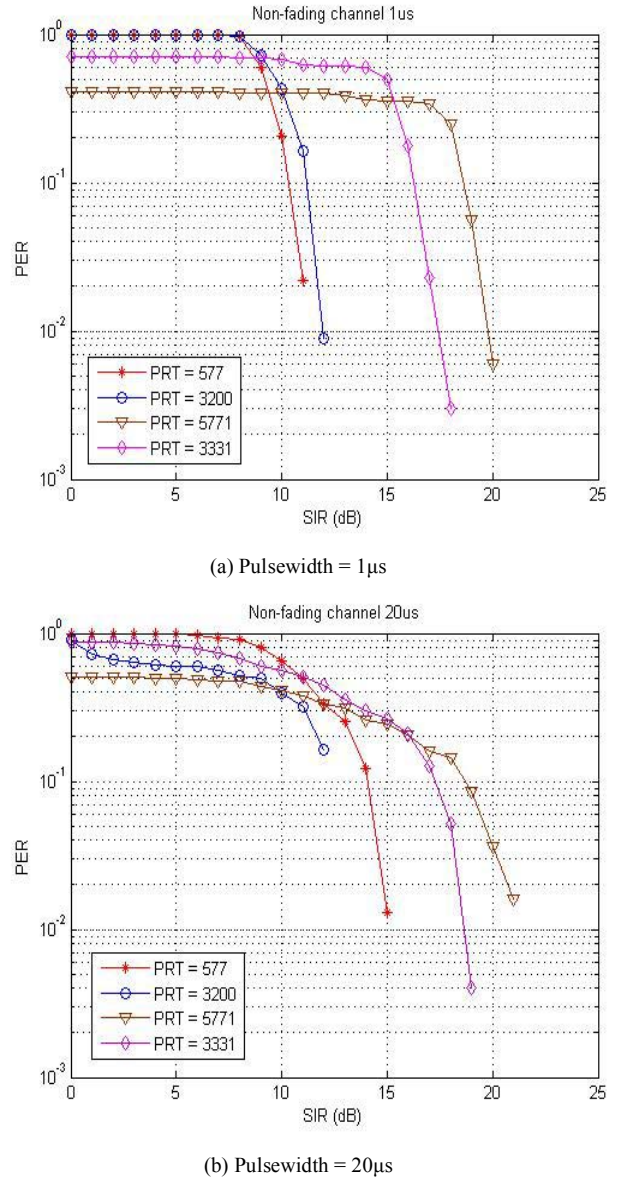 Non-fading channel 1us
10^0
10^-1
10^-2
10^-3
PER
PRT = 577
PRT = 3200
PRT = 5771
PRT = 3331
0 5 10 15 20 25
SIR (dB)
(a) Pulsewidth = 1μs
Non-fading channel 20us
10^0
10^-1
10^-2
10^-3
PER
PRT = 577
PRT = 3200
PRT = 5771
PRT = 3331
0 5 10 15 20 25
SIR (dB)
(b) Pulsewidth = 20μs